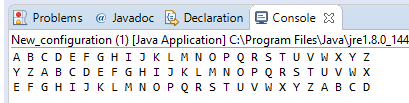 Problems @ Javadoc Declaration Console
New_configuration (1) [Java Application] C:\Program Files\Java\jre1.8.0_144
A B C D E F G H I J K L M N O P Q R S T U V W X Y Z
Y Z A B C D E F G H I J K L M N O P Q R S T U V W X
E F G H I J K L M N O P Q R S T U V W X Y Z A B C D